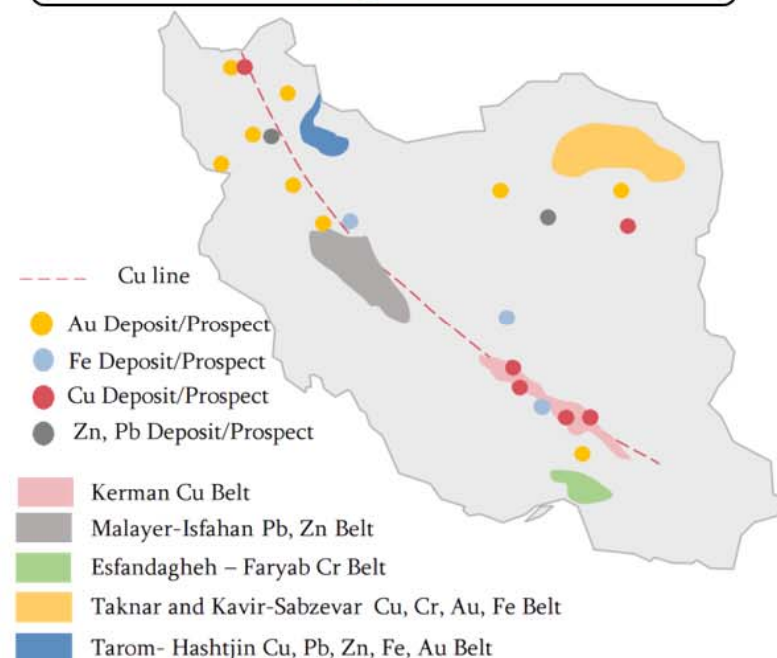 Cu line
Au Deposit/Prospect
Fe Deposit/Prospect
Cu Deposit/Prospect
Zn, Pb Deposit/Prospect
Kerman Cu Belt
Malayer-Isfahan Pb, Zn Belt
Esfandagheh – Faryab Cr Belt
Taknar and Kavir-Sabzevar Cu, Cr, Au, Fe Belt
Tarom- Hashtjin Cu, Pb, Zn, Fe, Au Belt